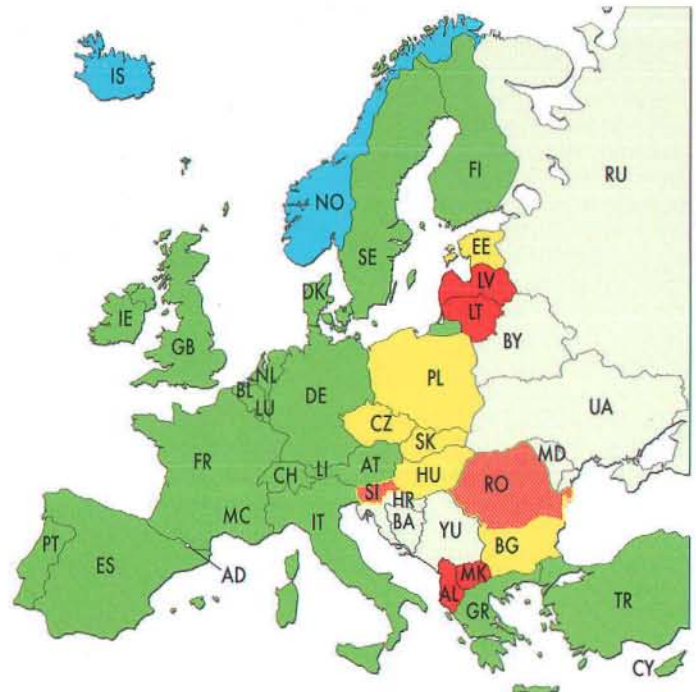 IS
RU
FI
NO
SE
EE
LV
LT
DK
IE
GB
BY
NL
BL
LU
DE
PL
UA
CZ
SK
FR
CH
LI
AT
HU
MD
RO
SI
HR
BA
MC
IT
YU
BG
PT
ES
AD
MK
AL
GR
TR
CY